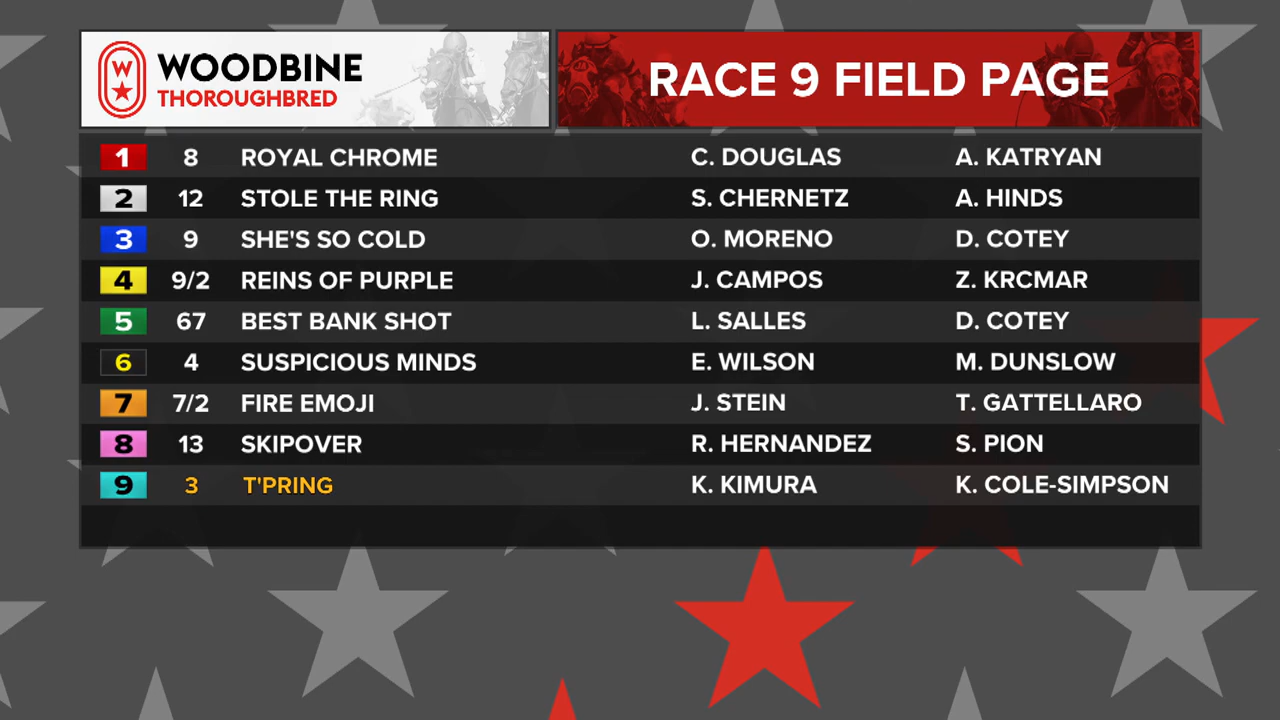 W
WOODBINE
THOROUGHBRED
RACE 9 FIELD PAGE
1 8 ROYAL CHROME C. DOUGLAS A. KATRYAN
2 12 STOLE THE RING S. CHERNETZ A. HINDS
3 9 SHE'S SO COLD O. MORENO D. COTEY
4 9/2 REINS OF PURPLE J. CAMPOS Z. KRCMAR
5 67 BEST BANK SHOT L. SALLES D. COTEY
6 4 SUSPICIOUS MINDS E. WILSON M. DUNSLOW
7 7/2 FIRE EMOJI J. STEIN T. GATTELLARO
8 13 SKIPOVER R. HERNANDEZ S. PION
9 3 T'PRING K. KIMURA K. COLE-SIMPSON